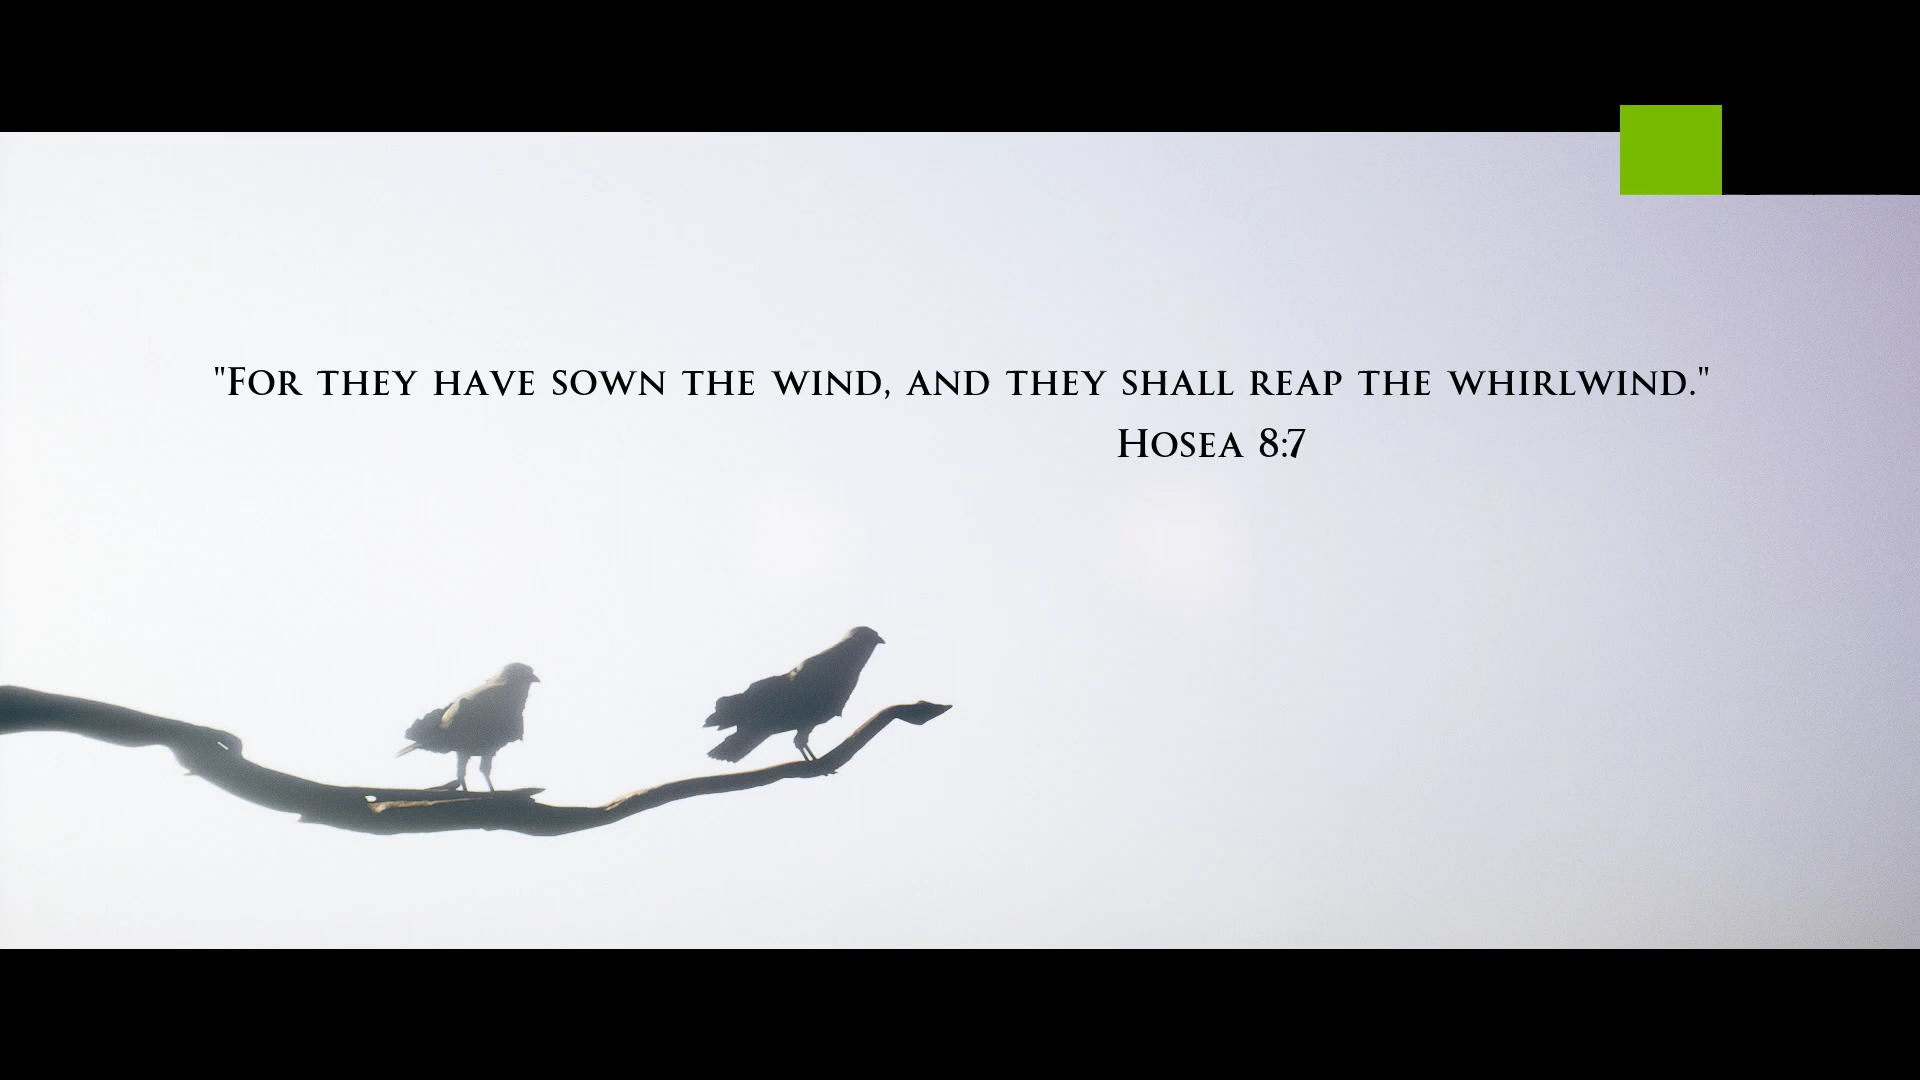 "For they have sown the wind, and they shall reap the whirlwind."
Hosea 8:7